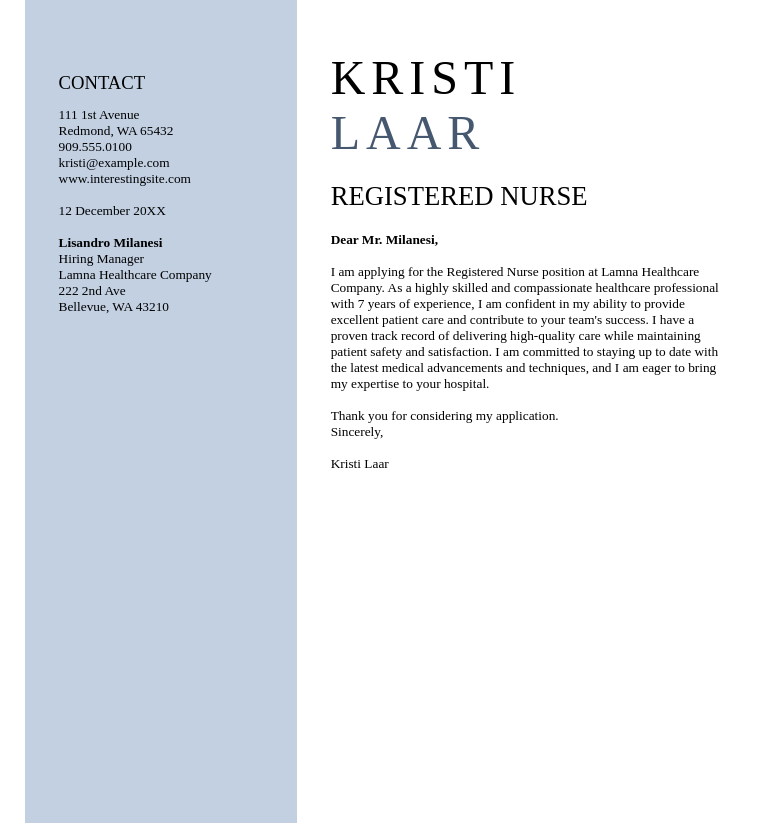 CONTACT
111 1st Avenue
Redmond, WA 65432
909.555.0100
kristi@example.com
www.interestingsite.com
12 December 20XX
Lisandro Milanesi
Hiring Manager
Lamna Healthcare Company
222 2nd Ave
Bellevue, WA 43210
KRISTI
LAAR
REGISTERED NURSE
Dear Mr. Milanesi,
I am applying for the Registered Nurse position at Lamna Healthcare
Company. As a highly skilled and compassionate healthcare professional
with 7 years of experience, I am confident in my ability to provide
excellent patient care and contribute to your team's success. I have a
proven track record of delivering high-quality care while maintaining
patient safety and satisfaction. I am committed to staying up to date with
the latest medical advancements and techniques, and I am eager to bring
my expertise to your hospital.
Thank you for considering my application.
Sincerely,
Kristi Laar